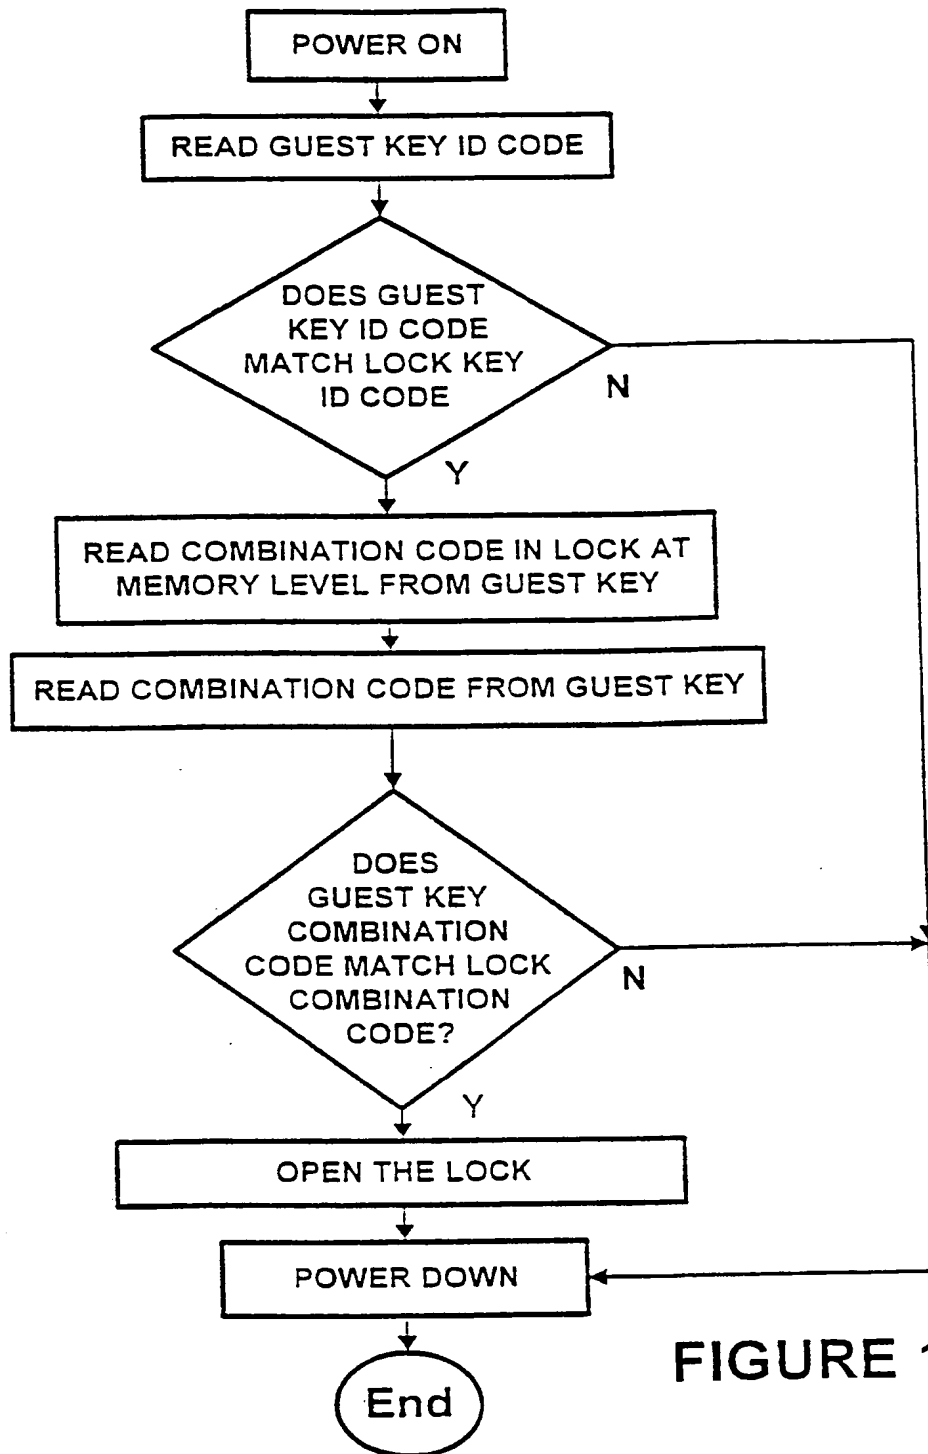 POWER ON
READ GUEST KEY ID CODE
DOES GUEST
KEY ID CODE
MATCH LOCK KEY
ID CODE
N
Y
READ COMBINATION CODE IN LOCK AT
MEMORY LEVEL FROM GUEST KEY
READ COMBINATION CODE FROM GUEST KEY
DOES
GUEST KEY
COMBINATION
CODE MATCH LOCK
COMBINATION
CODE?
N
Y
OPEN THE LOCK
POWER DOWN
End
FIGURE